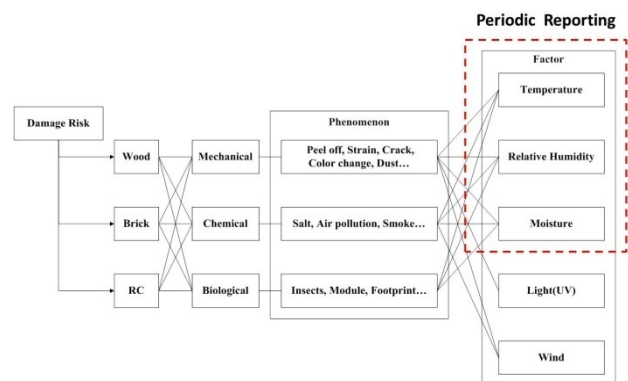 Periodic Reporting
Factor
Temperature
Damage Risk
Phenomenon
Wood
Mechanical
Peel off, Strain, Crack,
Color change, Dust...
Relative Humidity
Brick
Chemical
Salt, Air pollution, Smoke...
Moisture
RC
Biological
Insects, Module, Footprint...
Light(UV)
Wind